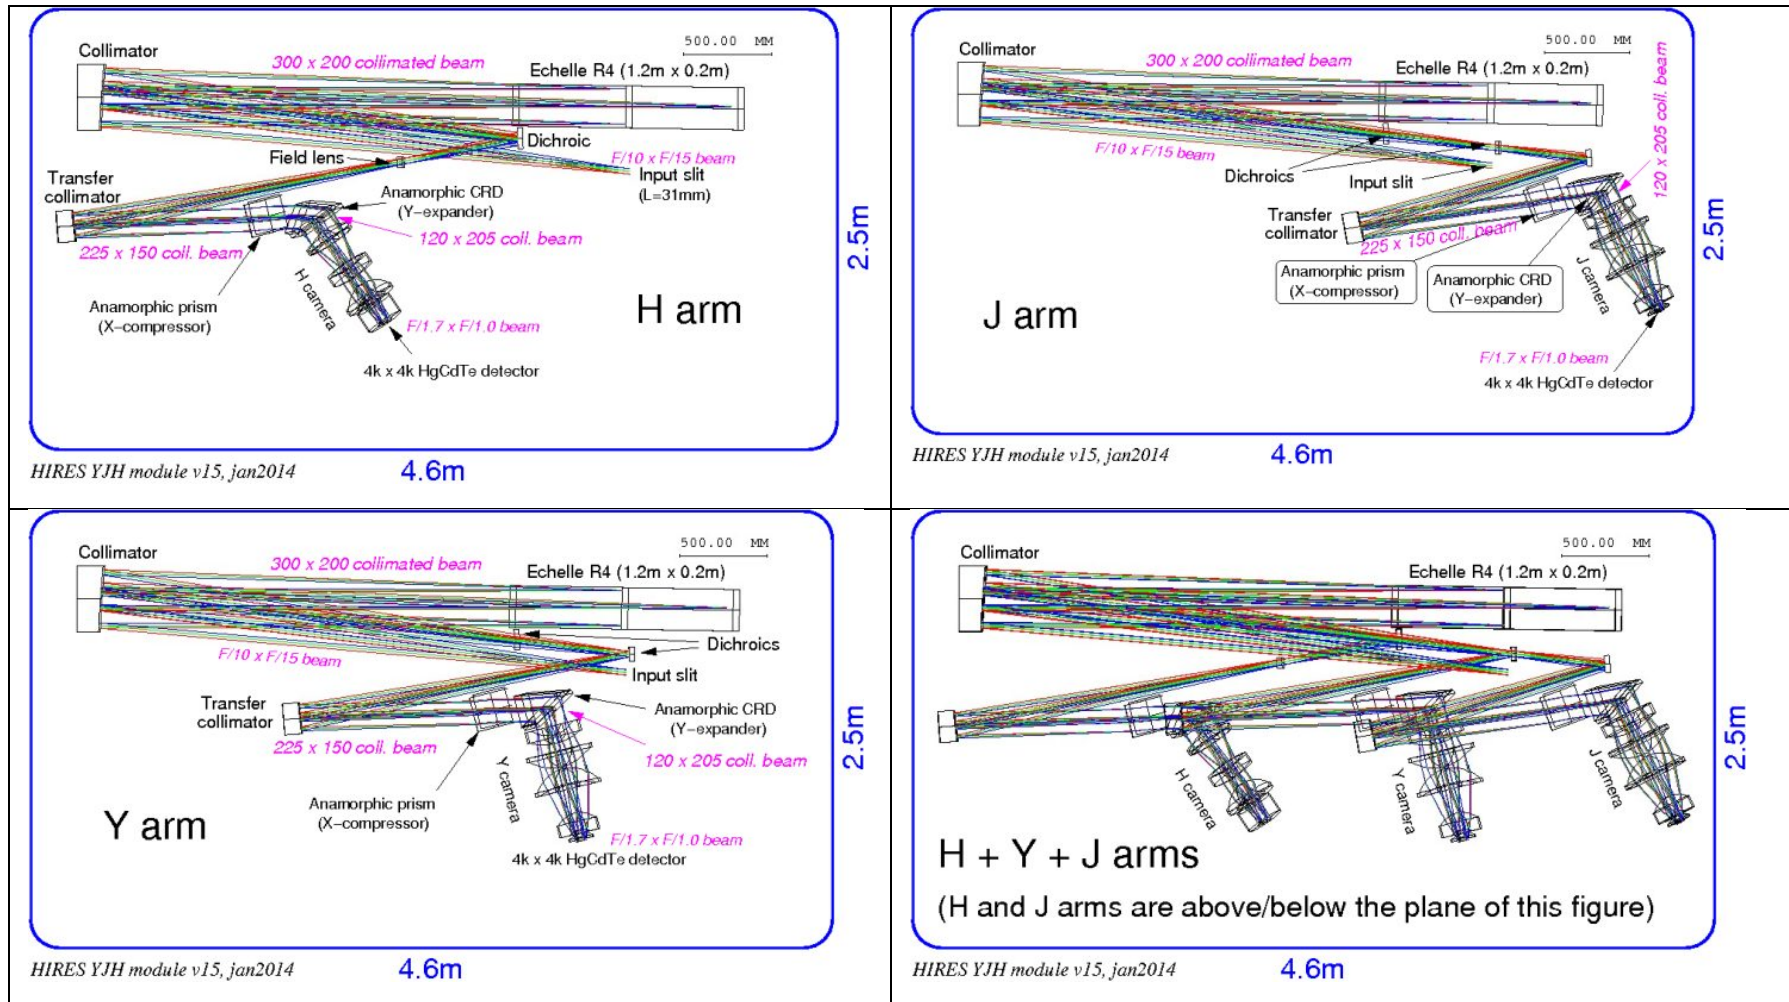 Collimator
500.00 MM
300 x 200 collimated beam
Echelle R4 (1.2m x 0.2m)
Dichroic
Field lens
F/10 x F/15 beam
Input slit
(L=31mm)
Transfer
collimator
Anamorphic CRD
(Y-expander)
120 x 205 coll. beam
225 x 150 coll. beam
Anamorphic prism
(X-compressor)
H camera
H arm
F/1.7 x F/1.0 beam
4k x 4k HgCdTe detector
2.5m
HIRES YJH module v15, jan2014
4.6m
Collimator
500.00 MM
300 x 200 collimated beam
Echelle R4 (1.2m x 0.2m)
120 x 205 coll. beam
F/10 x F/15 beam
Dichroics
Input slit
Transfer
collimator
225 x 150 coll. beam
Anamorphic prism
(X-compressor)
Anamorphic CRD
(Y-expander)
J camera
J arm
F/1.7 x F/1.0 beam
4k x 4k HgCdTe detector
2.5m
HIRES YJH module v15, jan2014
4.6m
Collimator
500.00 MM
300 x 200 collimated beam
Echelle R4 (1.2m x 0.2m)
Dichroics
F/10 x F/15 beam
Input slit
Transfer
collimator
Anamorphic CRD
(Y-expander)
225 x 150 coll. beam
120 x 205 coll. beam
Y camera
Anamorphic prism
(X-compressor)
Y arm
F/1.7 x F/1.0 beam
4k x 4k HgCdTe detector
2.5m
HIRES YJH module v15, jan2014
4.6m
Collimator
500.00 MM
Echelle R4 (1.2m x 0.2m)
H camera
Y camera
J camera
2.5m
H + Y + J arms
(H and J arms are above/below the plane of this figure)
HIRES YJH module v15, jan2014
4.6m